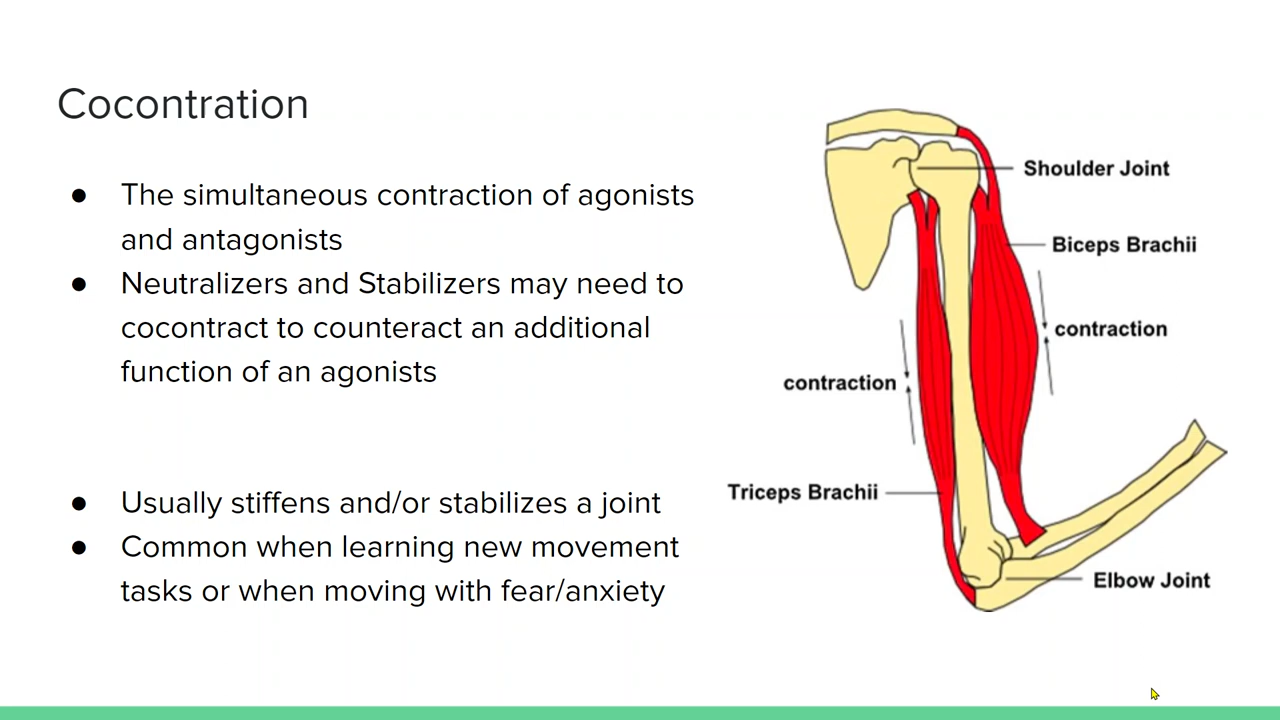 Cocontration
● The simultaneous contraction of agonists
and antagonists
● Neutralizers and Stabilizers may need to
cocontract to counteract an additional
function of an agonists
● Usually stiffens and/or stabilizes a joint
● Common when learning new movement
tasks or when moving with fear/anxiety
Shoulder Joint
Biceps Brachii
contraction
contraction
Triceps Brachii
Elbow Joint